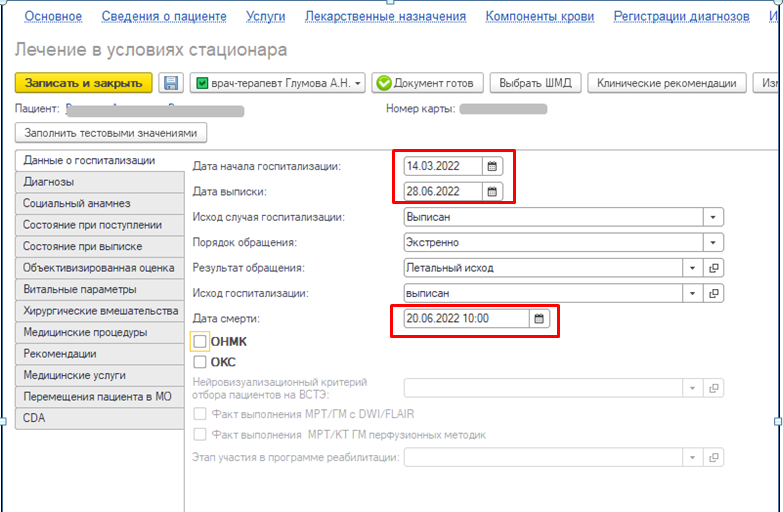 Основное Сведения о пациенте Услуги Лекарственные назначения Компоненты крови Регистрации диагнозов И
Лечение в условиях стационара
Записать и закрыть врач-терапевт Глумова А.Н. Документ готов Выбрать ШМД Клинические рекомендации Изм
Пациент: Номер карты:
Заполнить тестовыми значениями
Данные о госпитализации
Диагнозы
Социальный анамнез
Состояние при поступлении
Состояние при выписке
Объективизированная оценка
Витальные параметры
Хирургические вмешательства
Медицинские процедуры
Рекомендации
Медицинские услуги
Перемещения пациента в МО
CDA
Дата начала госпитализации: 14.03.2022
Дата выписки: 28.06.2022
Исход случая госпитализации: Выписан
Порядок обращения: Экстренно
Результат обращения: Летальный исход
Исход госпитализации: выписан
Дата смерти: 20.06.2022 10:00
ОНМК
ОКС
Нейровизуализационный критерий
отбора пациентов на ВСТЭ:
Факт выполнения МРТ/ГМ с DWI/FLAIR
Факт выполнения МРТ/КТ ГМ перфузионных методик
Этап участия в программе реабилитации: